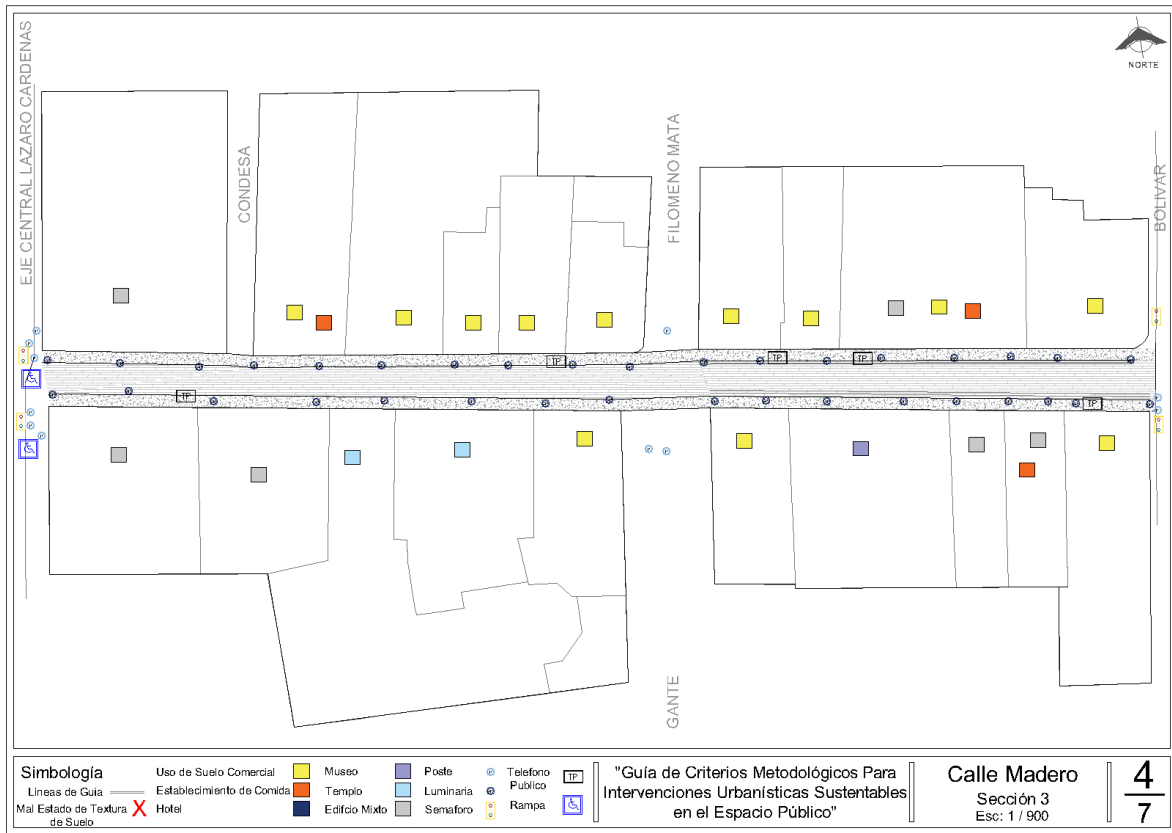 NORTE
EJE CENTRAL LAZARO CARDENAS
CONDESA
FILOMENO MATA
BOLIVAR
TP
TP
TP
TP
TP
GANTE
Simbología
Lineas de Guia
Mal Estado de Textura
de Suelo
X
Uso de Suelo Comercial
Establecimiento de Comida
Hotel
Museo
Templo
Edifcio Mixto
Poste
Luminaria
Semaforo
Telefono
Publico
TP
Rampa
"Guía de Criterios Metodológicos Para
Intervenciones Urbanísticas Sustentables
en el Espacio Público"
Calle Madero
Sección 3
Esc: 1 / 900
4
7